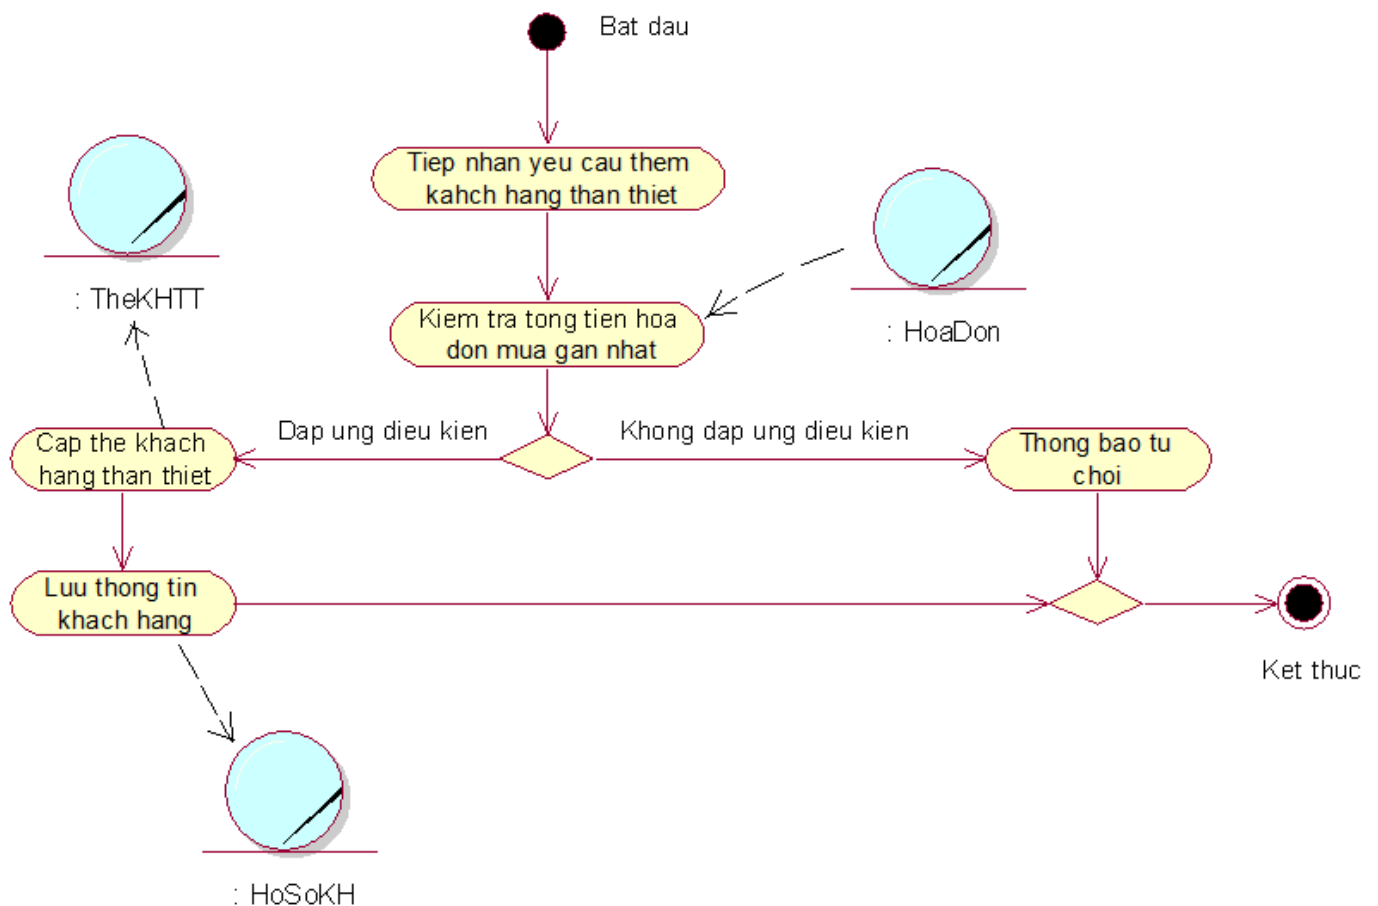 Bat dau
Tiep nhan yeu cau them
kahch hang than thiet
: TheKHTT
Kiem tra tong tien hoa
don mua gan nhat
: HoaDon
Dap ung dieu kien
Khong dap ung dieu kien
Cap the khach
hang than thiet
Thong bao tu
choi
Luu thong tin
khach hang
Ket thuc
: HoSoKH